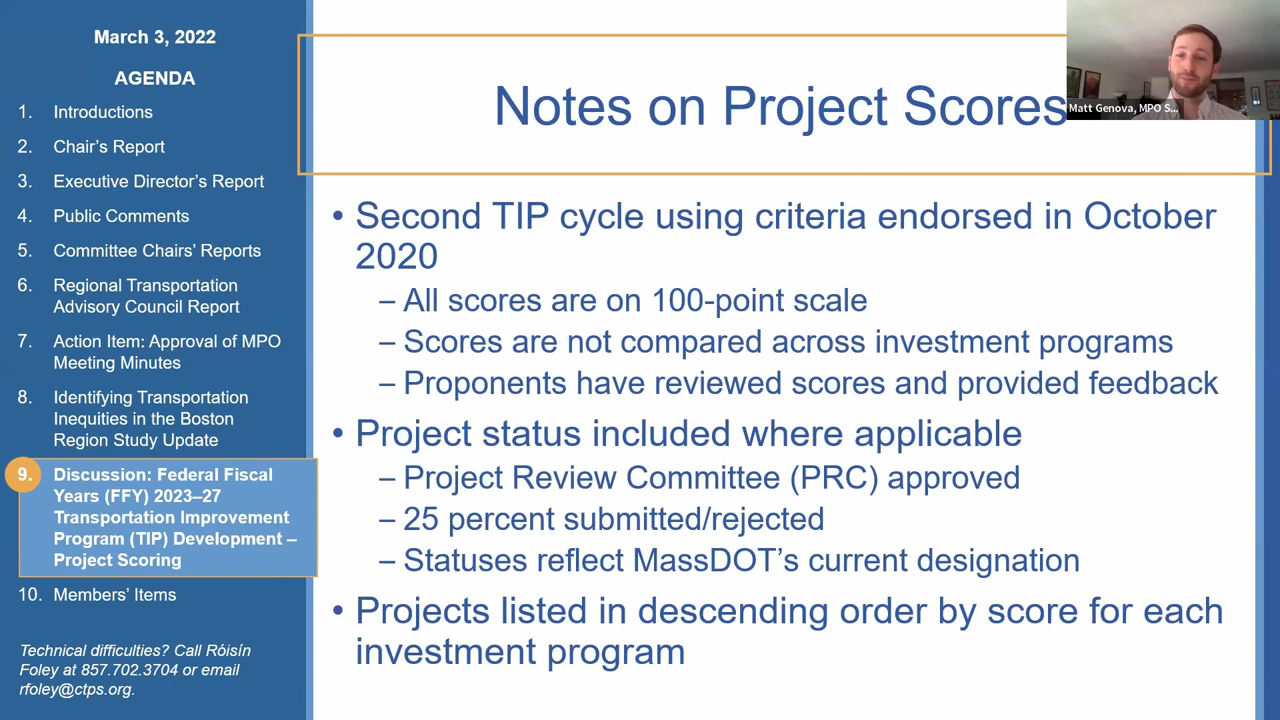 March 3, 2022
AGENDA
1. Introductions
2. Chair's Report
3. Executive Director's Report
4. Public Comments
5. Committee Chairs' Reports
6. Regional Transportation
Advisory Council Report
7. Action Item: Approval of MPO
Meeting Minutes
8. Identifying Transportation
Inequities in the Boston
Region Study Update
9. Discussion: Federal Fiscal
Years (FFY) 2023–27
Transportation Improvement
Program (TIP) Development –
Project Scoring
10. Members' Items
Technical difficulties? Call Róisín
Foley at 857.702.3704 or email
rfoley@ctps.org.
Notes on Project Scores
Matt Genova, MPO S...
• Second TIP cycle using criteria endorsed in October
2020
– All scores are on 100-point scale
– Scores are not compared across investment programs
– Proponents have reviewed scores and provided feedback
• Project status included where applicable
– Project Review Committee (PRC) approved
– 25 percent submitted/rejected
– Statuses reflect MassDOT's current designation
• Projects listed in descending order by score for each
investment program